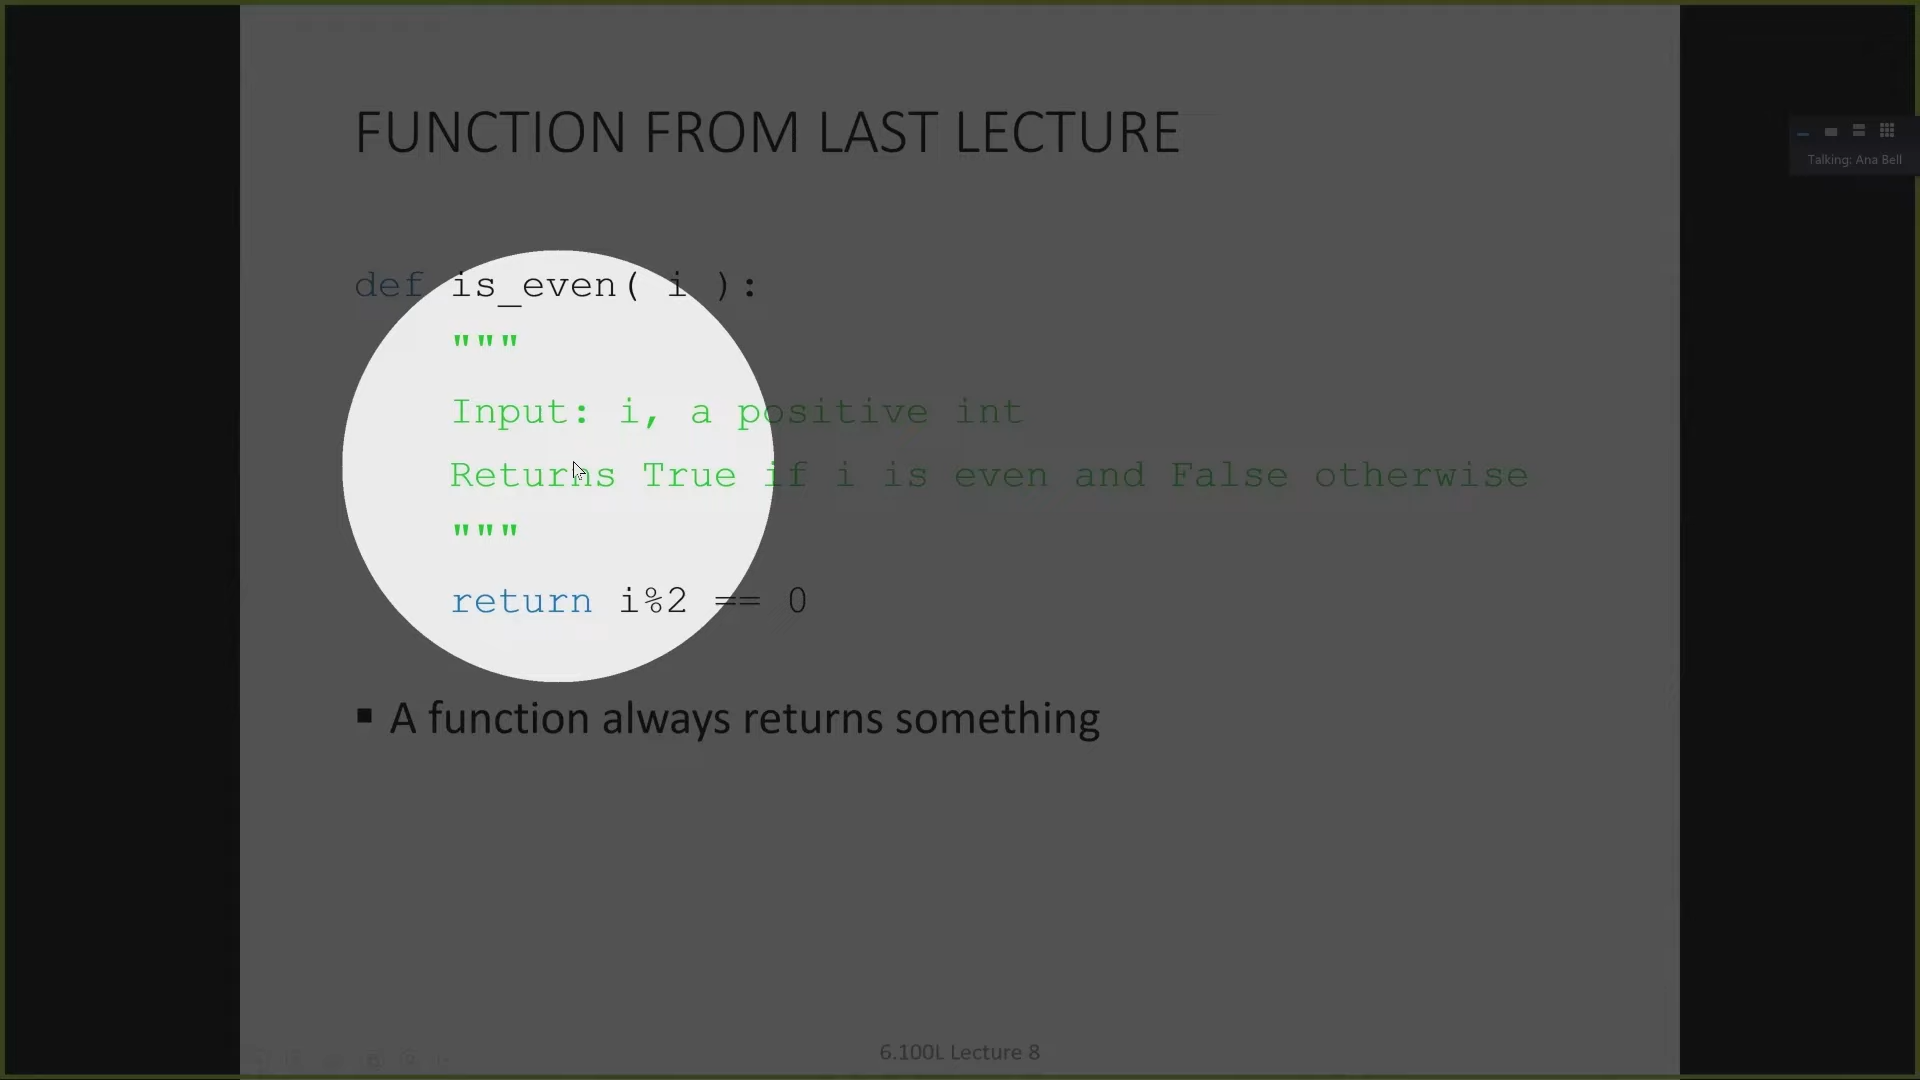 FUNCTION FROM LAST LECTURE
Talking: Ana Bell
def is_even( i ):
"""
Input: i, a positive int
Returns True if i is even and False otherwise
"""
return i%2 == 0
▪ A function always returns something
6.100L Lecture 8